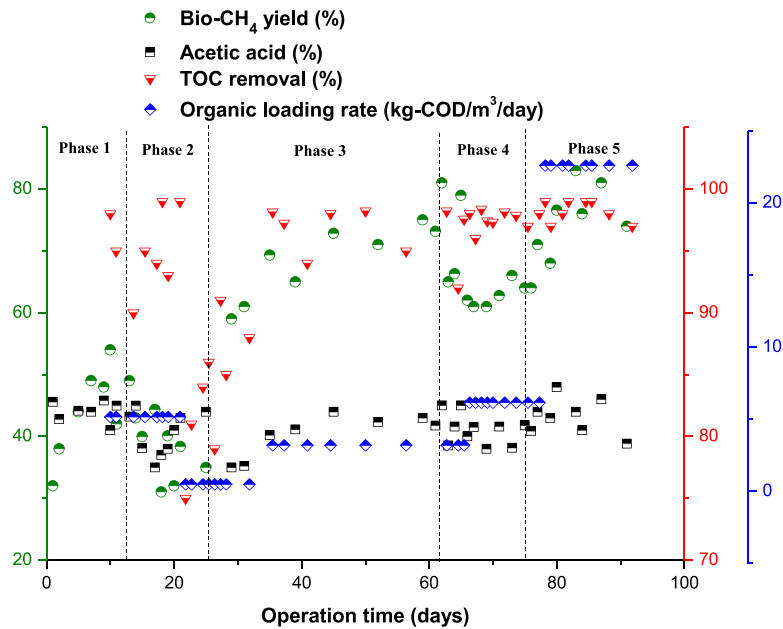 Bio-CH4 yield (%)
Acetic acid (%)
TOC removal (%)
Organic loading rate (kg-COD/m3/day)
Phase 1
Phase 2
Phase 3
Phase 4
Phase 5
80
60
40
20
100
90
80
70
20
10
0
0
20
40
60
80
100
Operation time (days)